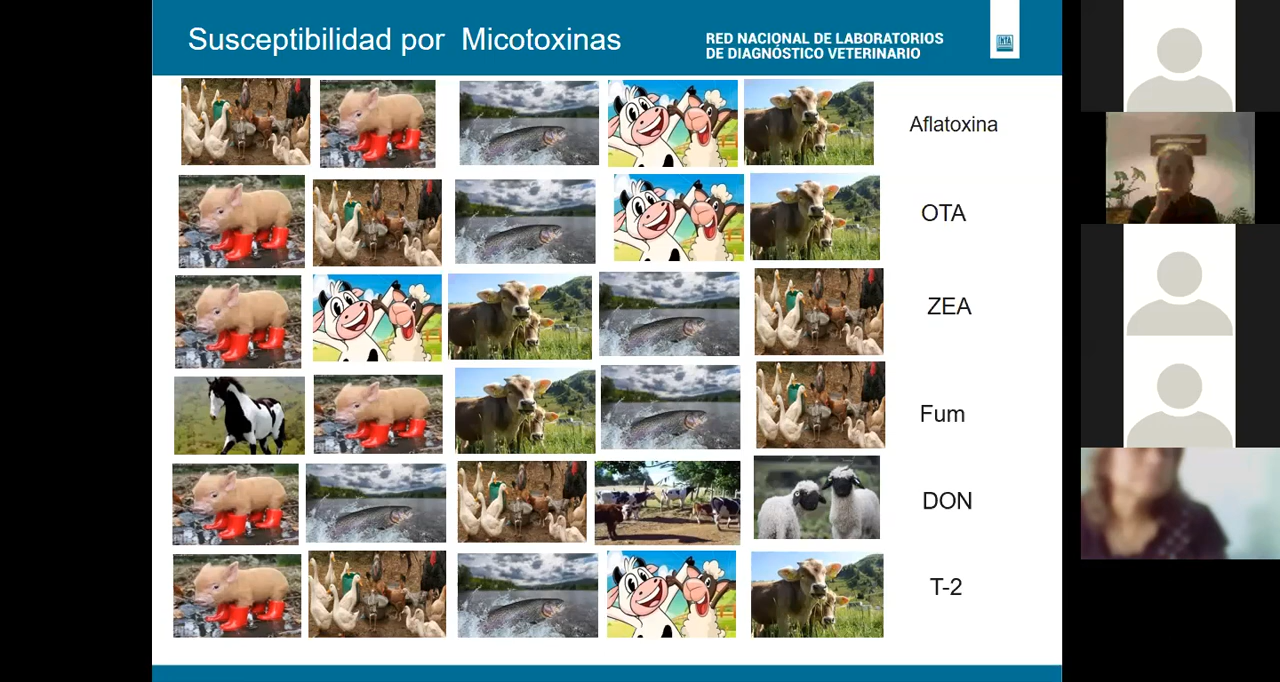 Susceptibilidad por Micotoxinas
RED NACIONAL DE LABORATORIOS
DE DIAGNÓSTICO VETERINARIO
INTA
Aflatoxina
OTA
ZEA
Fum
DON
T-2